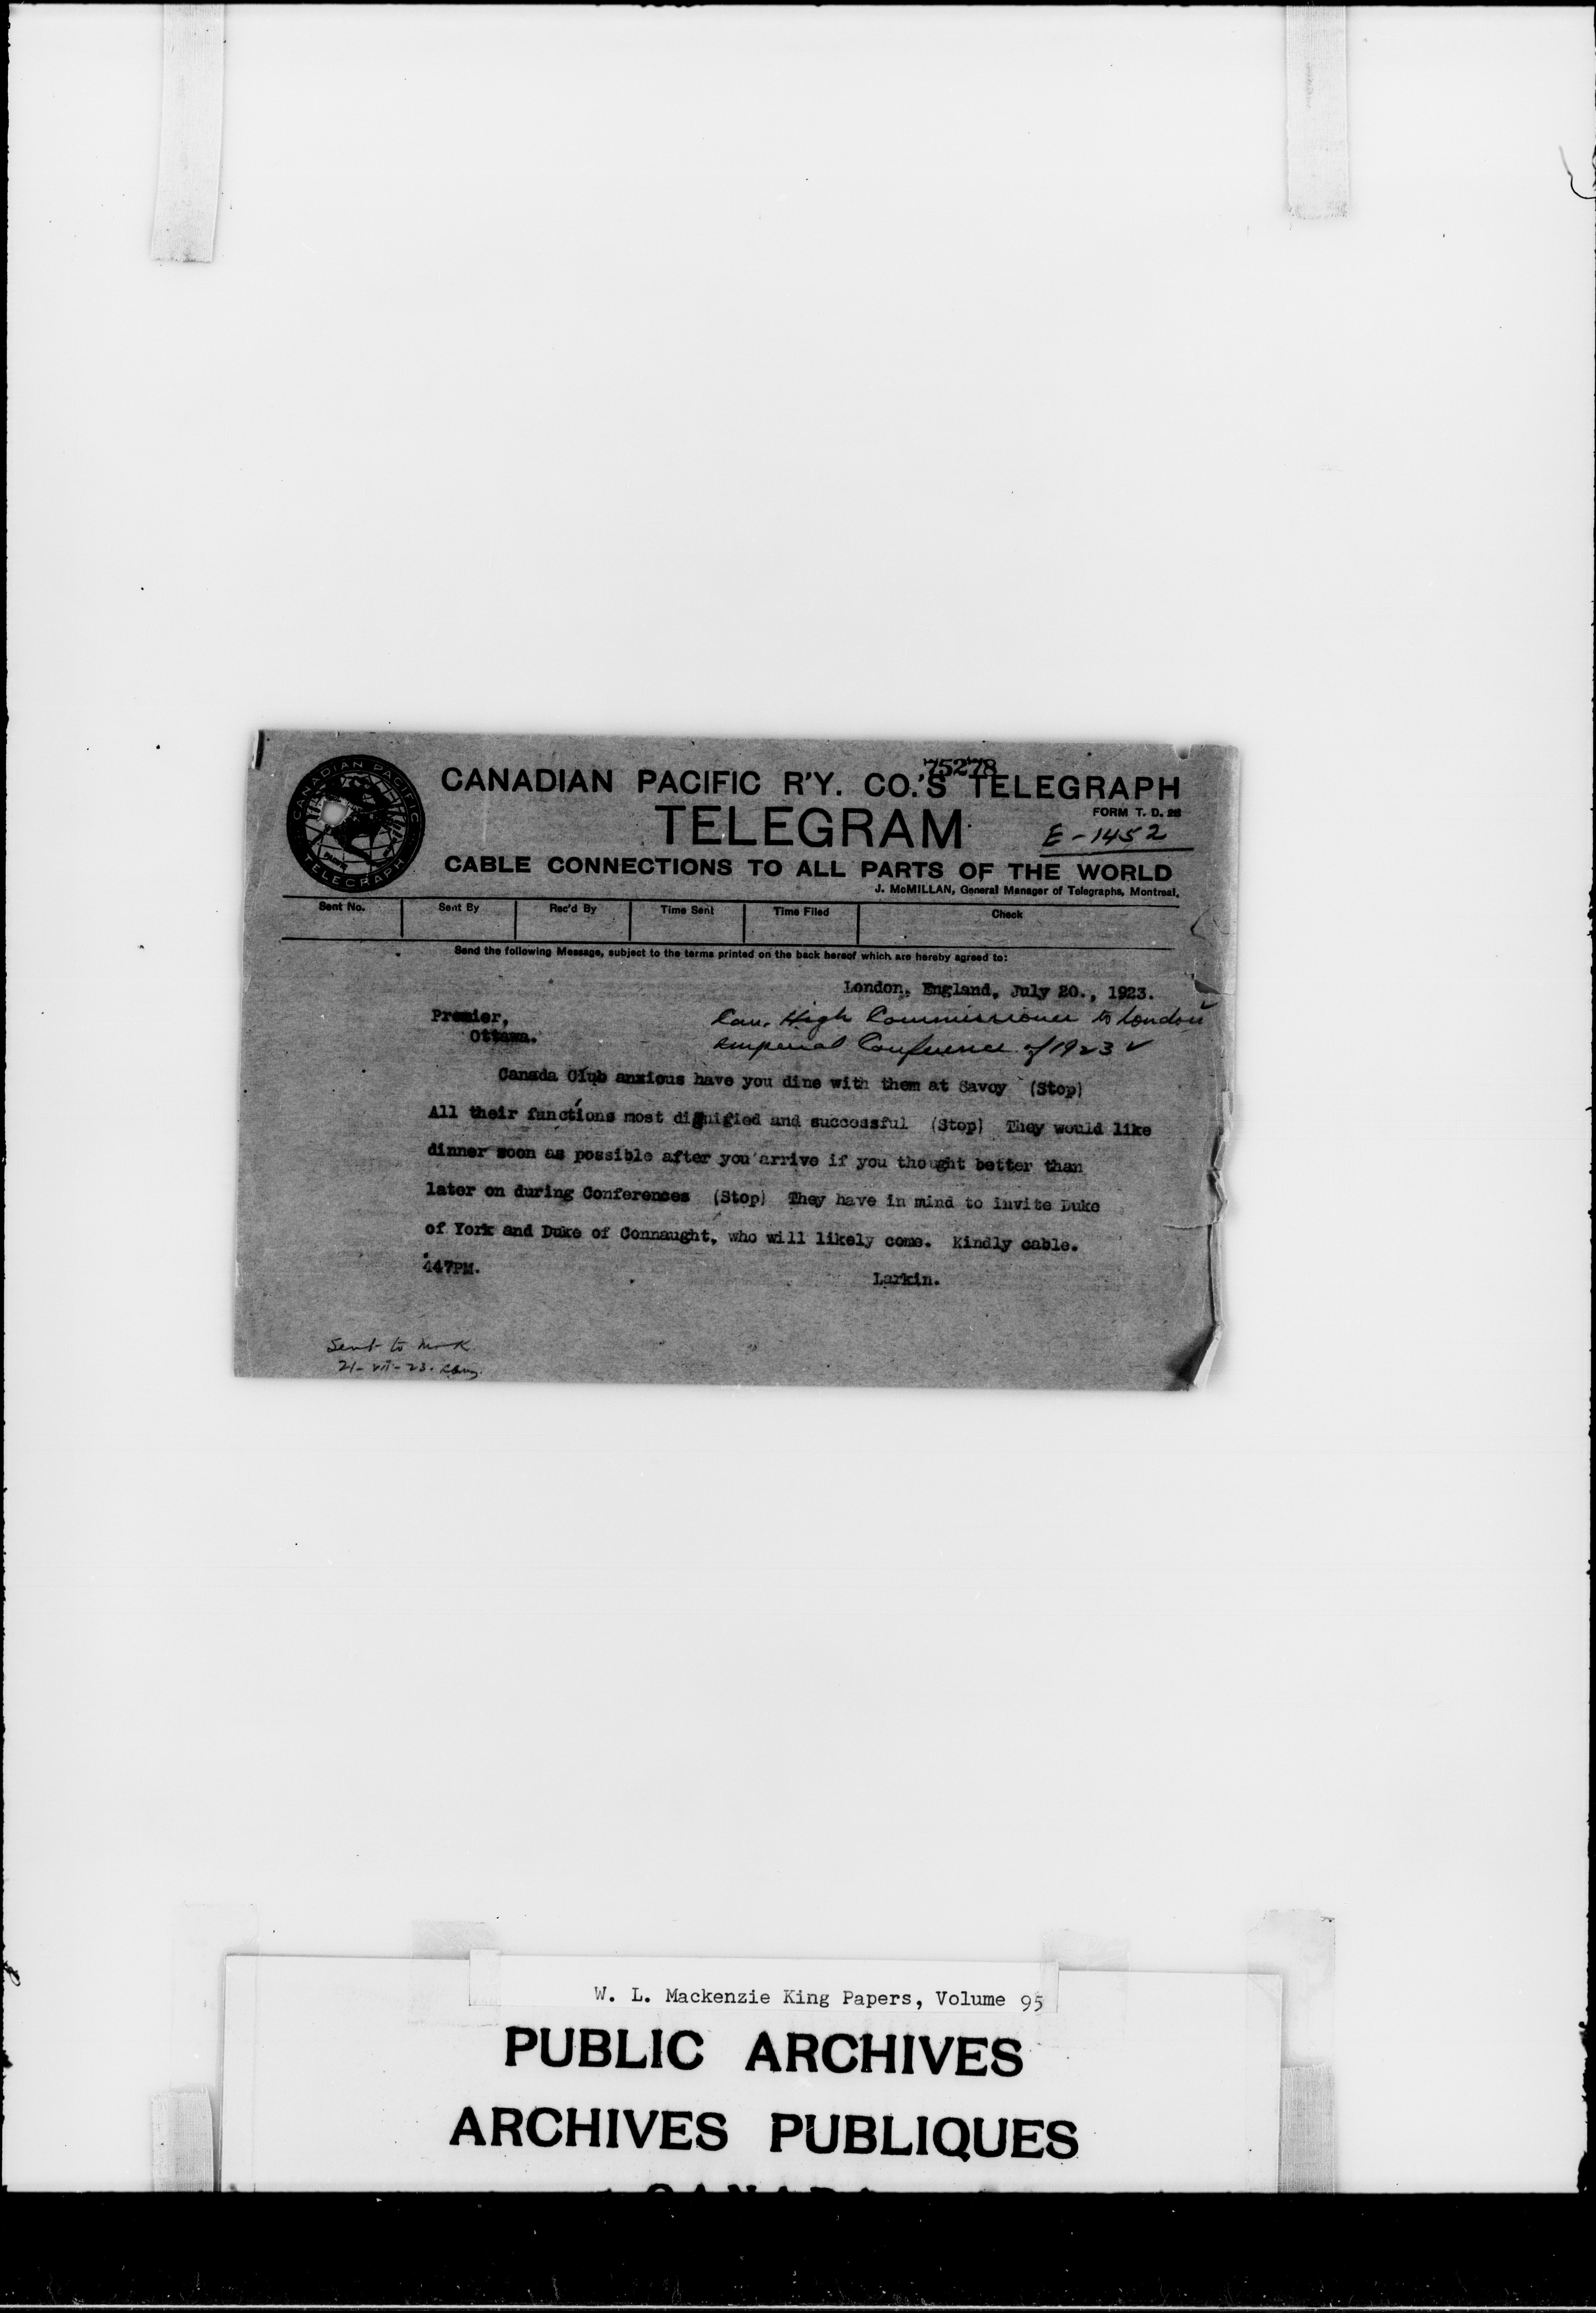 75278
CANADIAN PACIFIC R'Y. CO.'S TELEGRAPH
FORM T. D. 2B
TELEGRAM
E-1452
CABLE CONNECTIONS TO ALL PARTS OF THE WORLD
J. McMILLAN, General Manager of Telegraphs, Montreal.
CANADIAN PACIFIC
TELEGRAPH
Sent No. Sent By Rec'd By Time Sent Time Filed Check
Send the following Message, subject to the terms printed on the back hereof which are hereby agreed to:
London, England, July 20., 1923.
Premier,
Ottawa.
Can. High Commissioner to London
Imperial Conference of 1923
Canada Club anxious have you dine with them at Savoy (Stop)
All their functions most dignified and successful (Stop) They would like
dinner soon as possible after you arrive if you thought better than
later on during Conferences (Stop) They have in mind to invite Duke
of York and Duke of Connaught, who will likely come. Kindly cable.
447PM.
Larkin.
Sent to
21-VII-23.
W. L. Mackenzie King Papers, Volume 95
PUBLIC ARCHIVES
ARCHIVES PUBLIQUES
CANADA